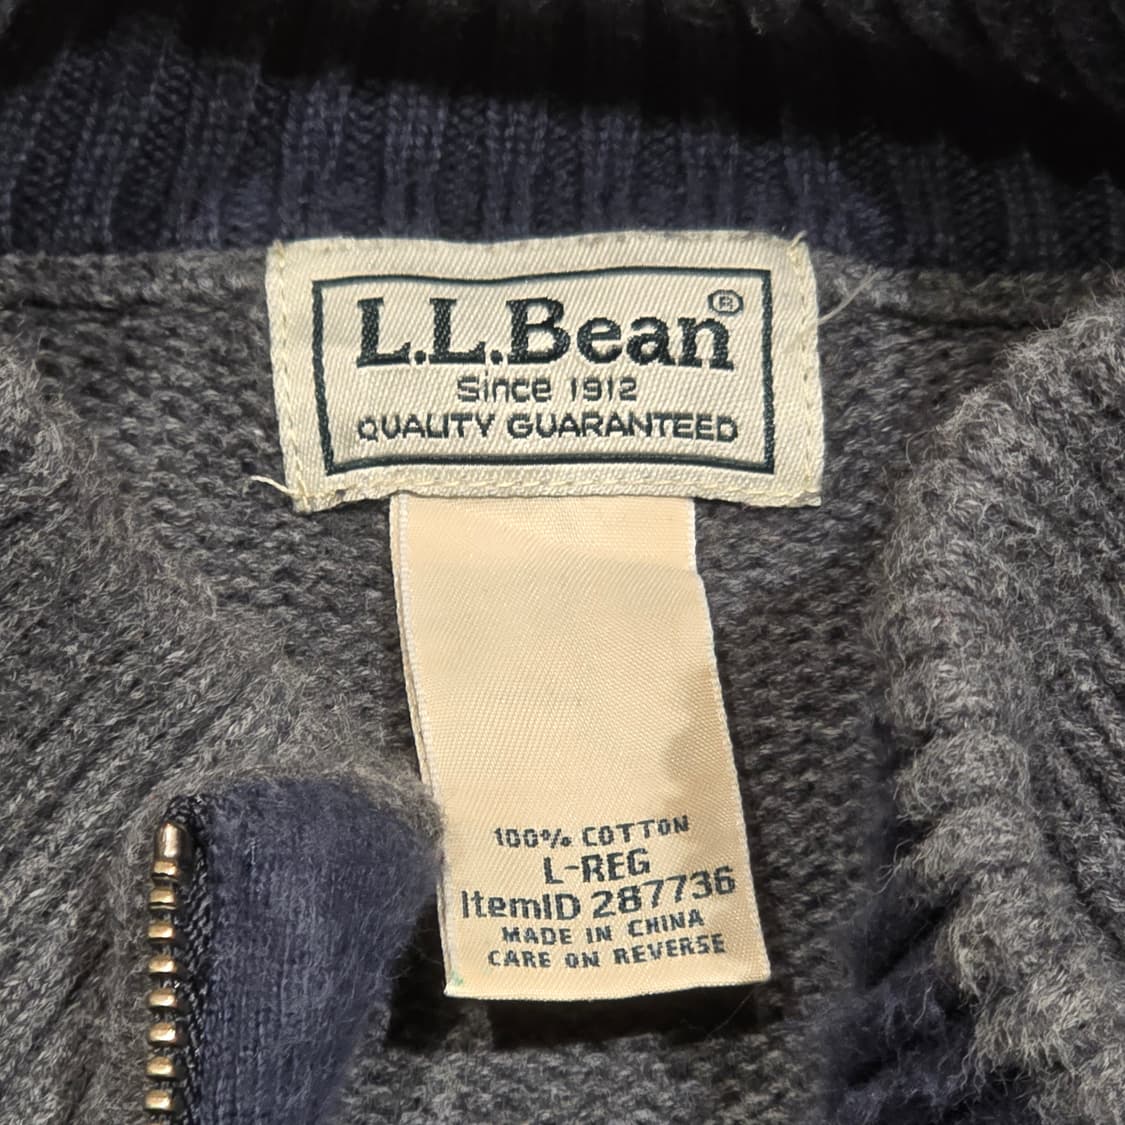 L.L.Bean®
Since 1912
QUALITY GUARANTEED
100% COTTON
L-REG
ItemID 287736
MADE IN CHINA
CARE ON REVERSE